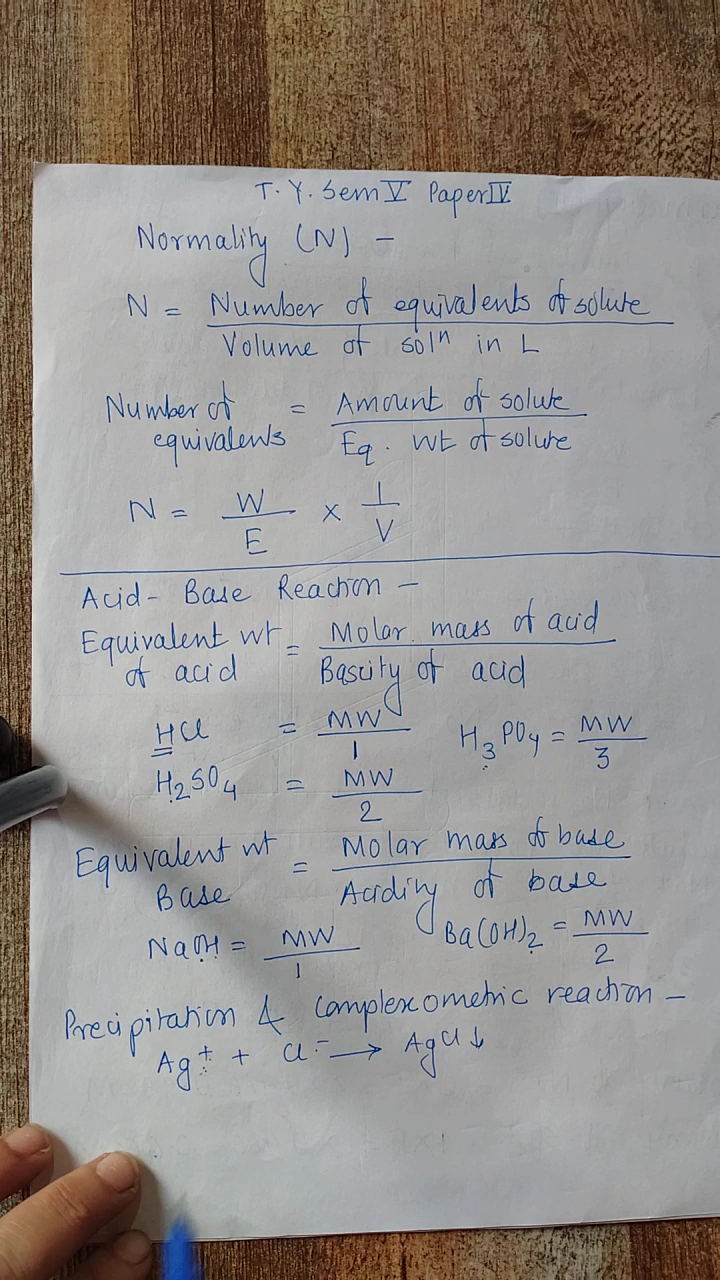 T. Y. Sem V Paper IV
Normality (N) -
N = Number of equivalents of solute
Volume of solⁿ in L
Number of = Amount of solute
equivalents Eq. wt of solute
N = W/E × 1/V
Acid- Base Reaction -
Equivalent wt = Molar mass of acid
of acid Bascity of acid
HCl = MW/1 H₃PO₄ = MW/3
H₂SO₄ = MW/2
Equivalent wt = Molar mass of base
Base Acidity of base
NaOH = MW/1 Ba(OH)₂ = MW/2
Precipitation & Complexometric reaction -
Ag⁺ + Cl⁻ → AgCl↓